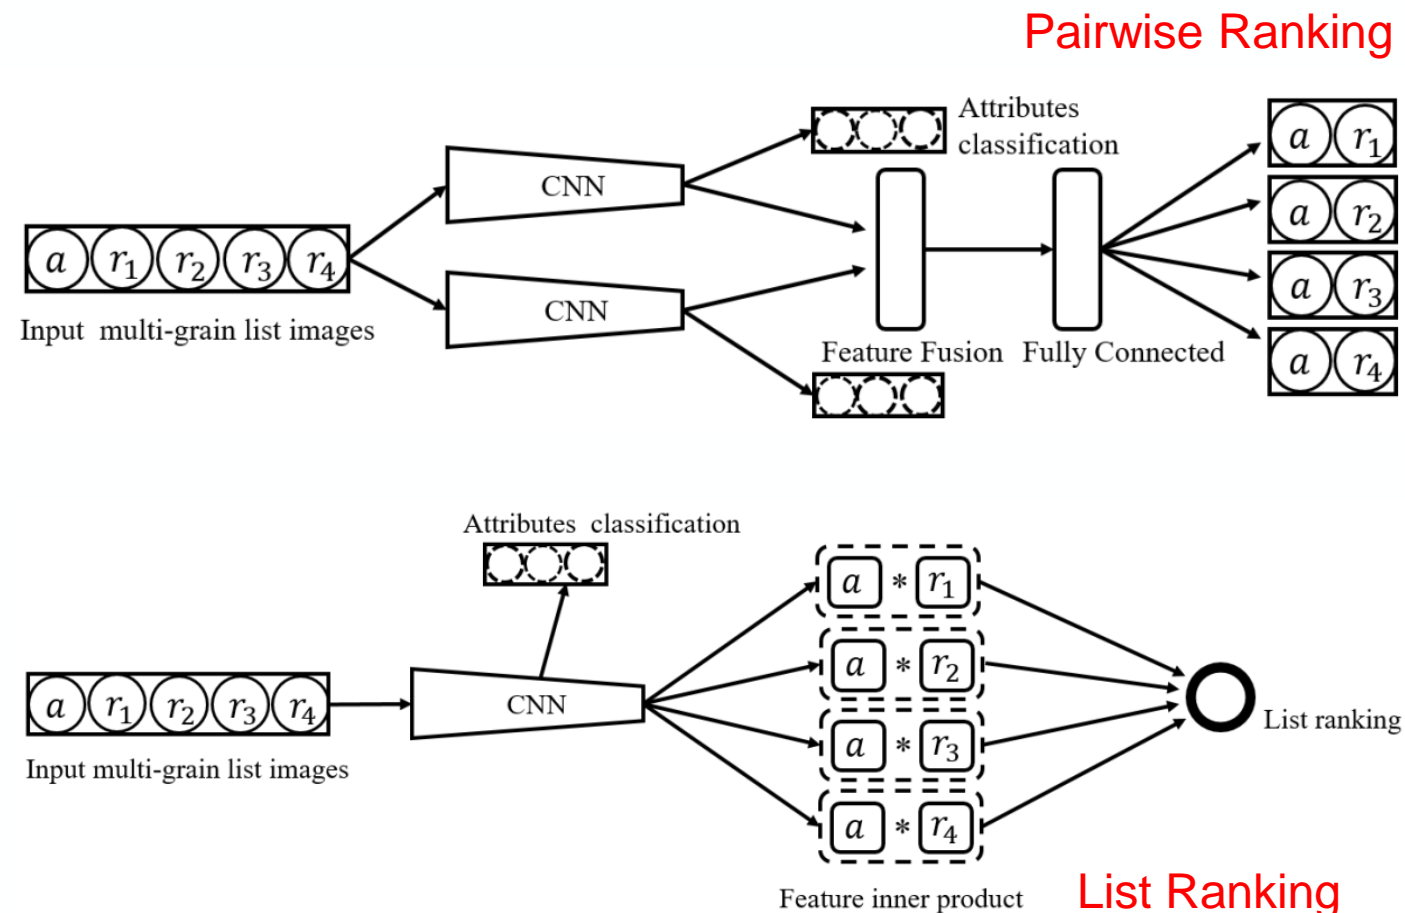 Pairwise Ranking
Attributes
classification
a r1
CNN
a r2
a r1 r2 r3 r4
a r3
CNN
Input multi-grain list images
Feature Fusion Fully Connected
a r4
Attributes classification
a * r1
a * r2
a r1 r2 r3 r4
CNN
List ranking
a * r3
Input multi-grain list images
a * r4
Feature inner product
List Ranking